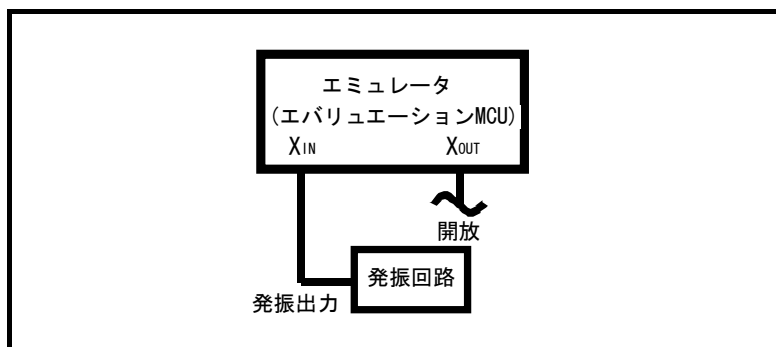 エミュレータ
(エバリュエーションMCU)
XIN XOUT
開放
発振回路
発振出力